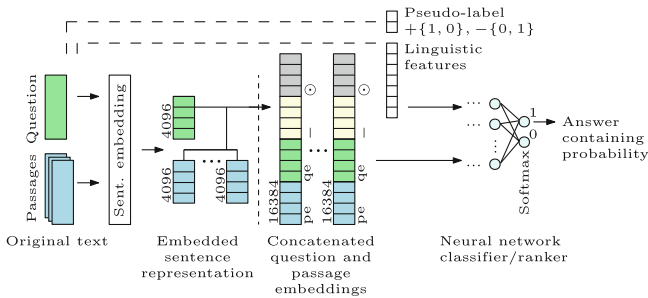 Pseudo-label
+{1, 0}, −{0, 1}
Linguistic
features
Question
Passages
Sent. embedding
4096
4096
4096
16384
16384
pe
qe
−
⊙
pe
qe
−
⊙
...
...
...
...
1
0
Softmax
Answer
containing
probability
Original text
Embedded
sentence
representation
Concatenated
question and
passage
embeddings
Neural network
classifier/ranker